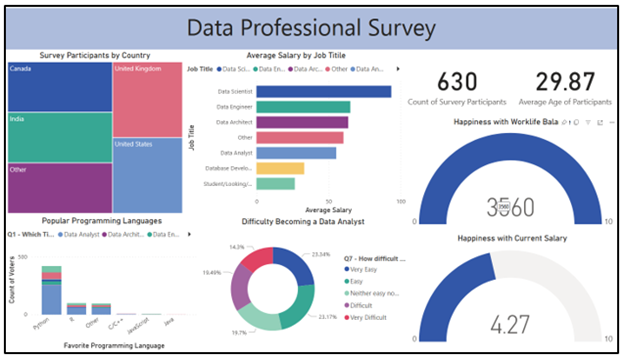 Data Professional Survey
Survey Participants by Country
Canada
United Kingdom
India
United States
Other
Average Salary by Job Titile
Job Title
Data Sci...
Data En...
Data Arc...
Other
Data An...
Job Title
Data Scientist
Data Engineer
Data Architect
Other
Data Analyst
Database Develo...
Student/Looking/...
0
50
100
Average Salary
630
Count of Survery Participants
29.87
Average Age of Participants
Happiness with Worklife Bala
0
10
Happiness with Current Salary
4.27
0
10
Popular Programming Languages
Q1 - Which Ti...
Data Analyst
Data Archit...
Data En...
Count of Voters
500
0
Python
R
Other
C/C++
JavaScript
Java
Favorite Programming Language
Difficulty Becoming a Data Analyst
14.3%
23.17%
19.7%
Q7 - How difficult ...
Very Easy
Easy
Neither easy no...
Difficult
Very Difficult